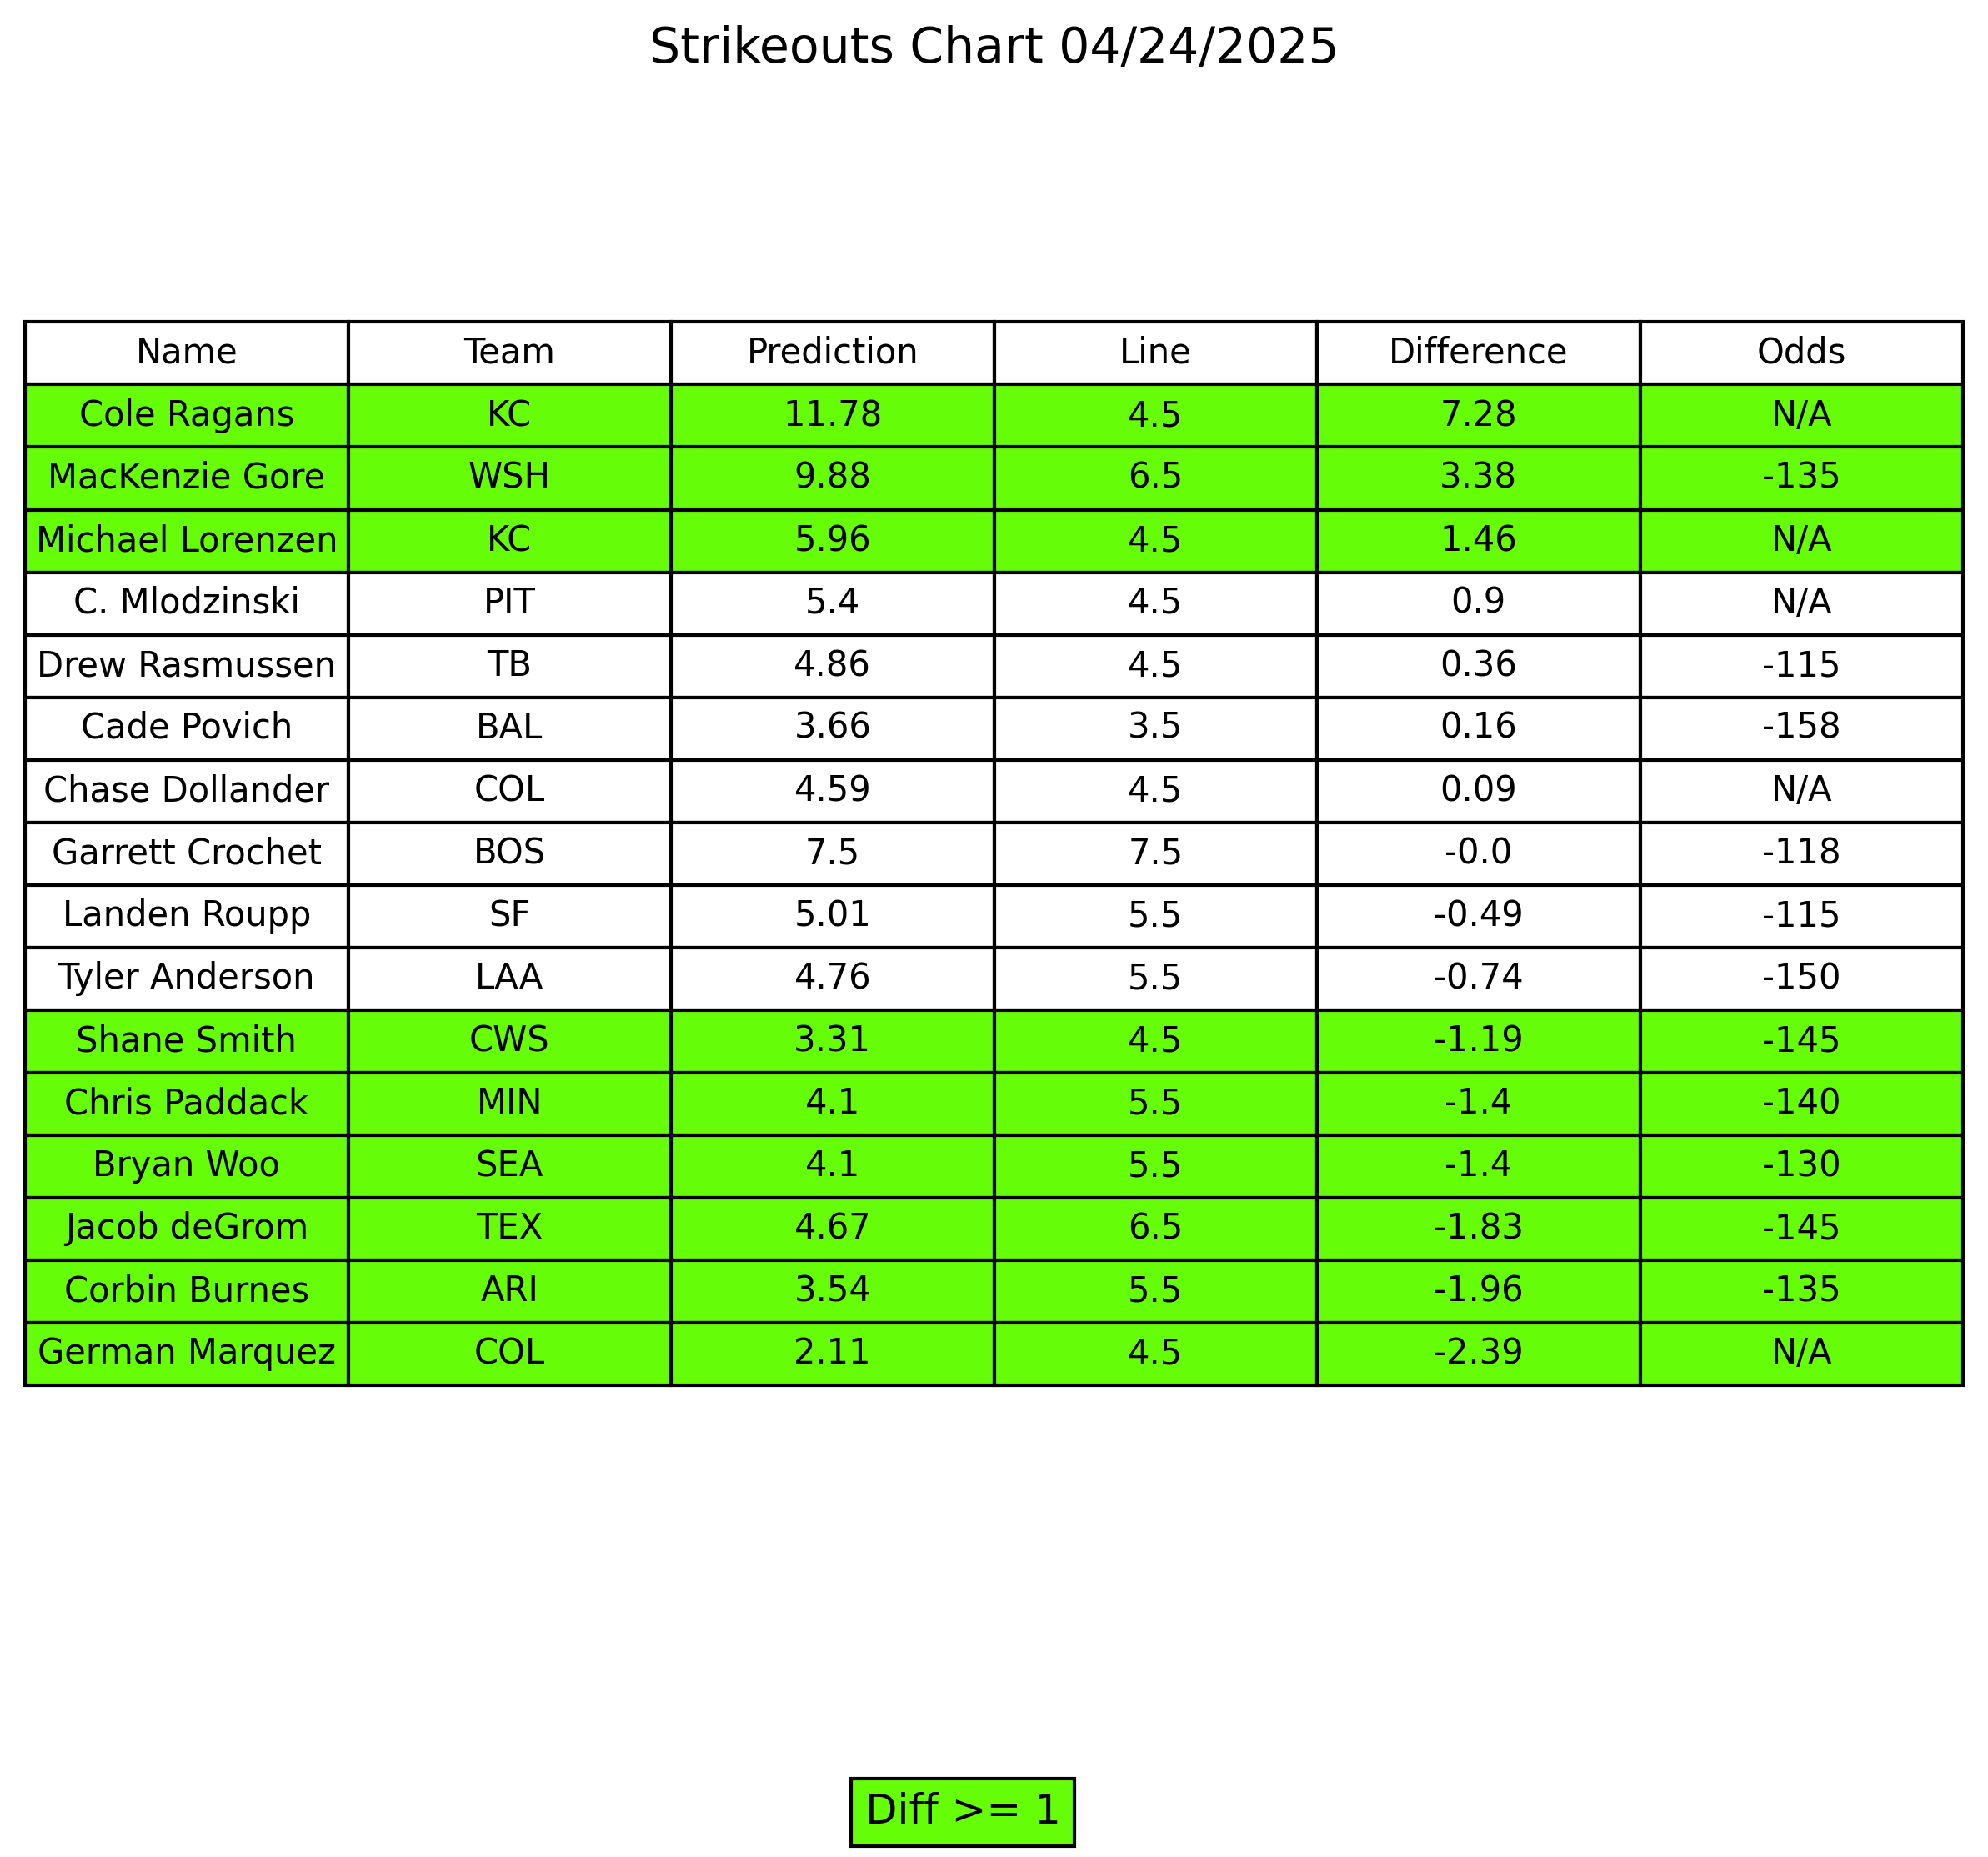 Strikeouts Chart 04/24/2025
Name Team Prediction Line Difference Odds
Cole Ragans KC 11.78 4.5 7.28 N/A
MacKenzie Gore WSH 9.88 6.5 3.38 -135
Michael Lorenzen KC 5.96 4.5 1.46 N/A
C. Mlodzinski PIT 5.4 4.5 0.9 N/A
Drew Rasmussen TB 4.86 4.5 0.36 -115
Cade Povich BAL 3.66 3.5 0.16 -158
Chase Dollander COL 4.59 4.5 0.09 N/A
Garrett Crochet BOS 7.5 7.5 -0.0 -118
Landen Roupp SF 5.01 5.5 -0.49 -115
Tyler Anderson LAA 4.76 5.5 -0.74 -150
Shane Smith CWS 3.31 4.5 -1.19 -145
Chris Paddack MIN 4.1 5.5 -1.4 -140
Bryan Woo SEA 4.1 5.5 -1.4 -130
Jacob deGrom TEX 4.67 6.5 -1.83 -145
Corbin Burnes ARI 3.54 5.5 -1.96 -135
German Marquez COL 2.11 4.5 -2.39 N/A
Diff >= 1